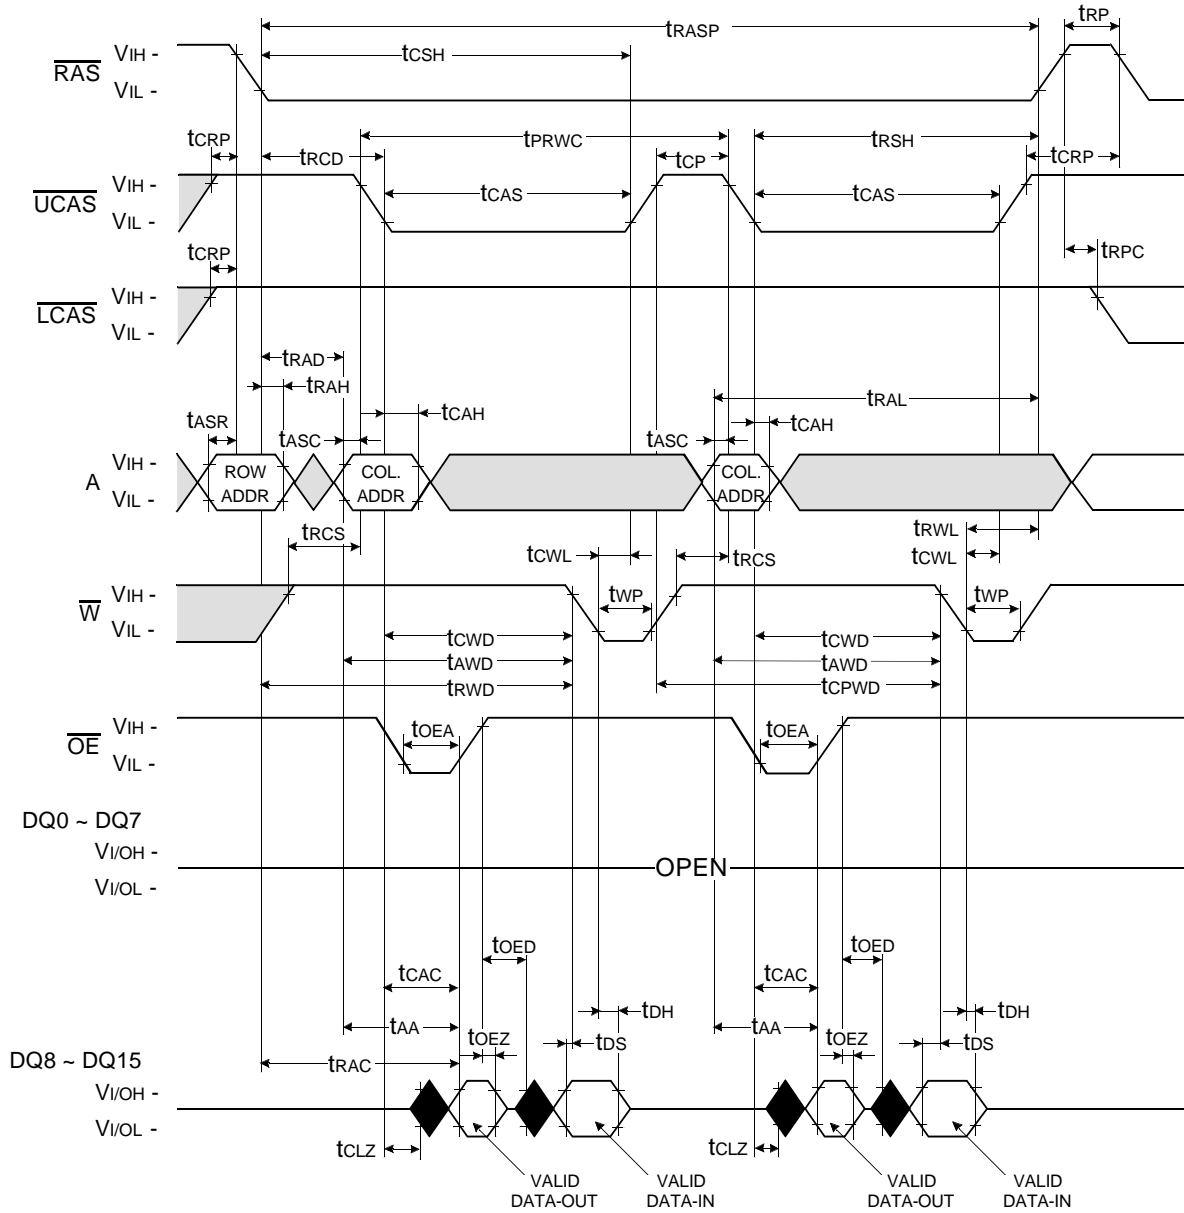 tRASP
tRP
tCSH
RAS
VIH -
VIL -
tCRP
tRCD
tPRWC
tCP
tRSH
tCRP
UCAS
VIH -
VIL -
tCAS
tCAS
tCRP
tRPC
LCAS
VIH -
VIL -
tRAD
tRAH
tRAL
tASR
tASC
tCAH
tASC
tCAH
A
VIH -
VIL -
ROW
ADDR
COL.
ADDR
COL.
ADDR
tRCS
tCWL
tRCS
tRWL
tCWL
W
VIH -
VIL -
tWP
tWP
tCWD
tCWD
tAWD
tAWD
tRWD
tCPWD
OE
VIH -
VIL -
tOEA
tOEA
DQ0 ~ DQ7
VI/OH -
VI/OL -
OPEN
tOED
tOED
tCAC
tCAC
tDH
tDH
tAA
tAA
tOEZ
tDS
tOEZ
tDS
tRAC
DQ8 ~ DQ15
VI/OH -
VI/OL -
tCLZ
tCLZ
VALID
DATA-OUT
VALID
DATA-IN
VALID
DATA-OUT
VALID
DATA-IN